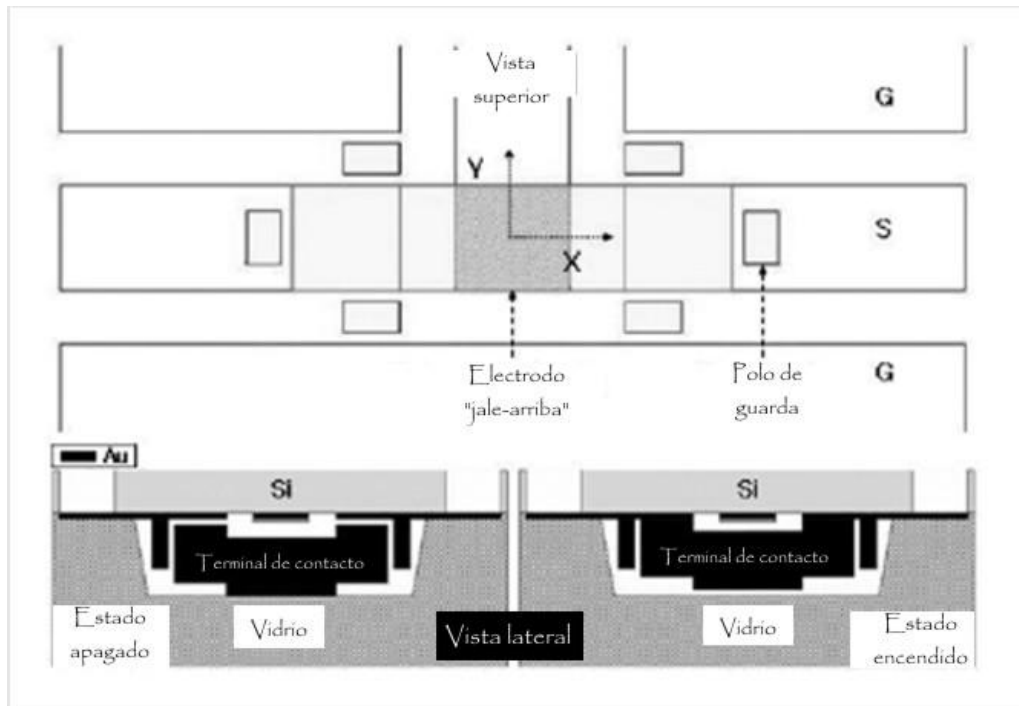 Vista
superior
G
Y
S
X
Electrodo
"jale-arriba"
Polo de
guarda
G
Au
Si
Si
Terminal de contacto
Terminal de contacto
Estado
apagado
Vidrio
Vista lateral
Vidrio
Estado
encendido